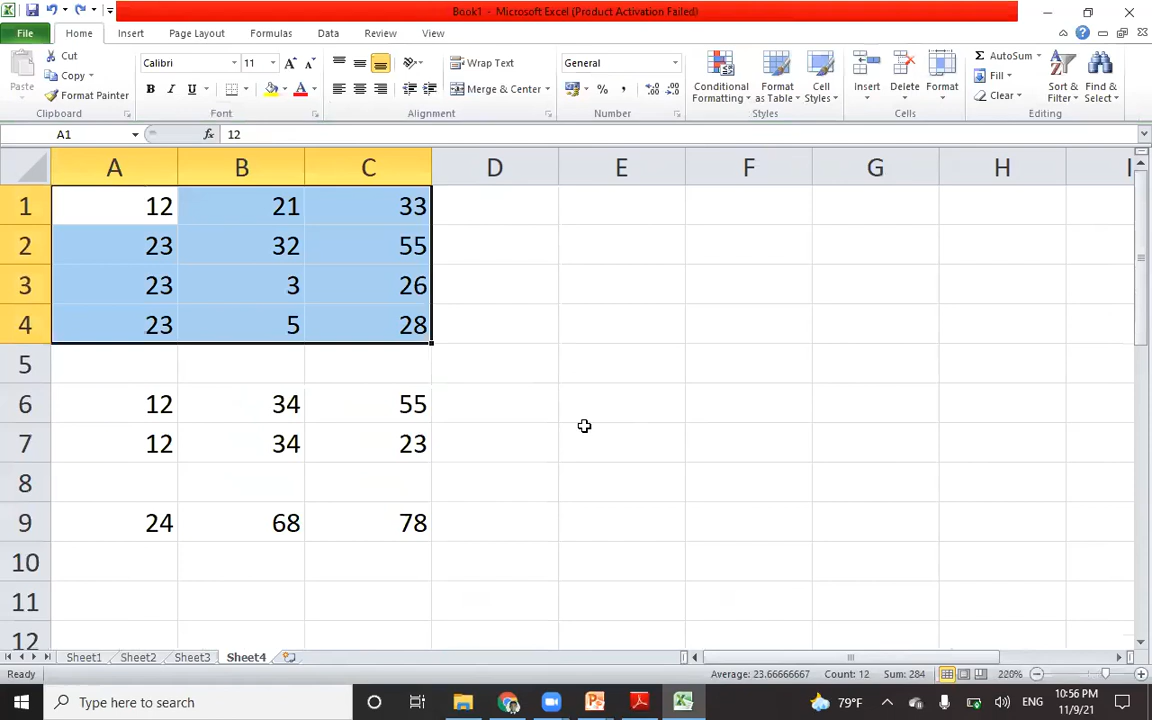 Book1 - Microsoft Excel (Product Activation Failed)
File Home Insert Page Layout Formulas Data Review View
Paste
Cut
Copy
Format Painter
Clipboard
Calibri 11
B I U
Font
Wrap Text
Merge & Center
Alignment
General
Number
Conditional Formatting
Format as Table
Cell Styles
Styles
Insert Delete Format
Cells
AutoSum
Fill
Clear
Sort & Filter
Find & Select
Editing
A1 fx 12
A B C D E F G H I
1 12 21 33
2 23 32 55
3 23 3 26
4 23 5 28
5
6 12 34 55
7 12 34 23
8
9 24 68 78
10
11
12
Sheet1 Sheet2 Sheet3 Sheet4
Ready Average: 23.66666667 Count: 12 Sum: 284 220%
Type here to search 79°F ENG 10:56 PM
11/9/21